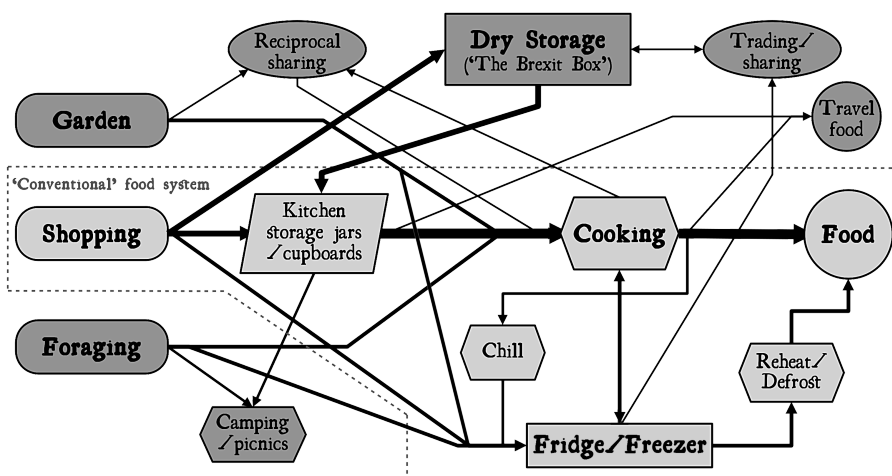 Reciprocal
sharing
Dry Storage
('The Brexit Box')
Trading/
sharing
Garden
Travel
food
'Conventional' food system
Shopping
Kitchen
storage jars
/cupboards
Cooking
Food
Foraging
Chill
Reheat/
Defrost
Camping
/picnics
Fridge/Freezer